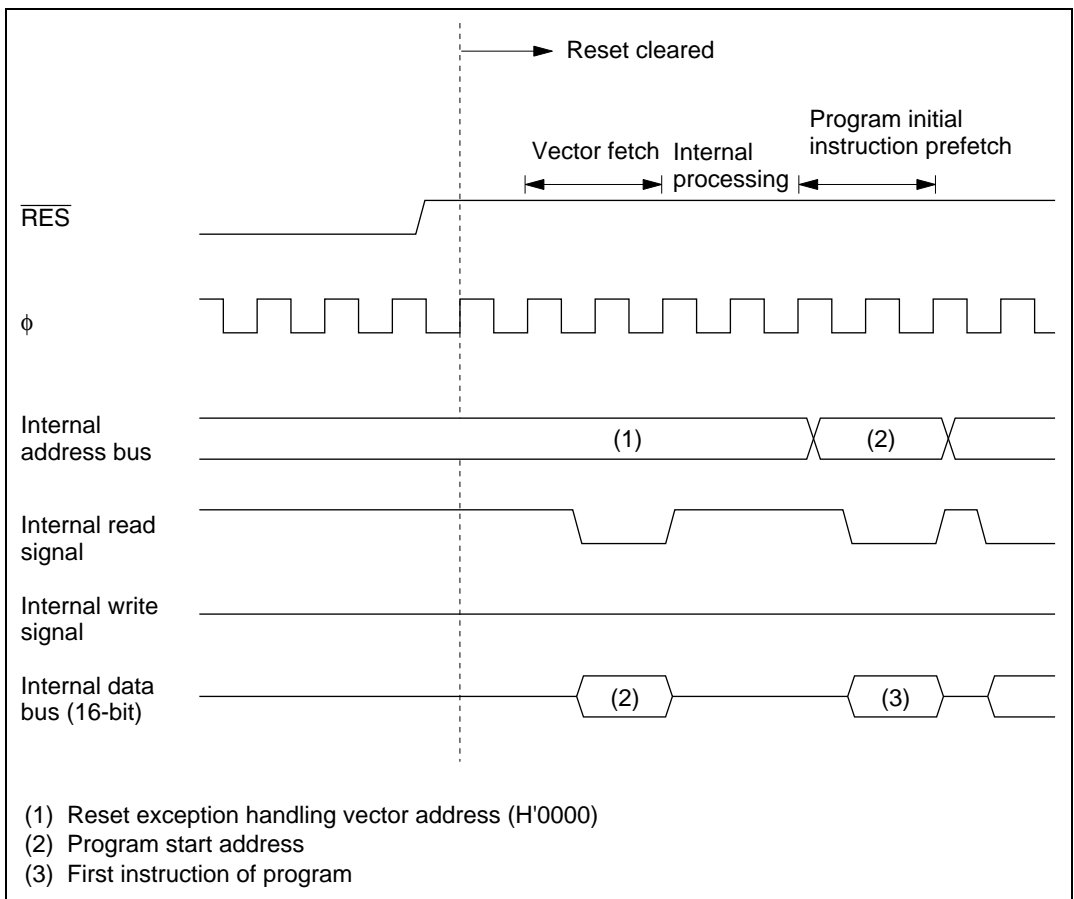 Reset cleared
Program initial
instruction prefetch
Vector fetch
Internal
processing
RES
φ
Internal
address bus
(1)
(2)
Internal read
signal
Internal write
signal
Internal data
bus (16-bit)
(2)
(3)
(1) Reset exception handling vector address (H'0000)
(2) Program start address
(3) First instruction of program